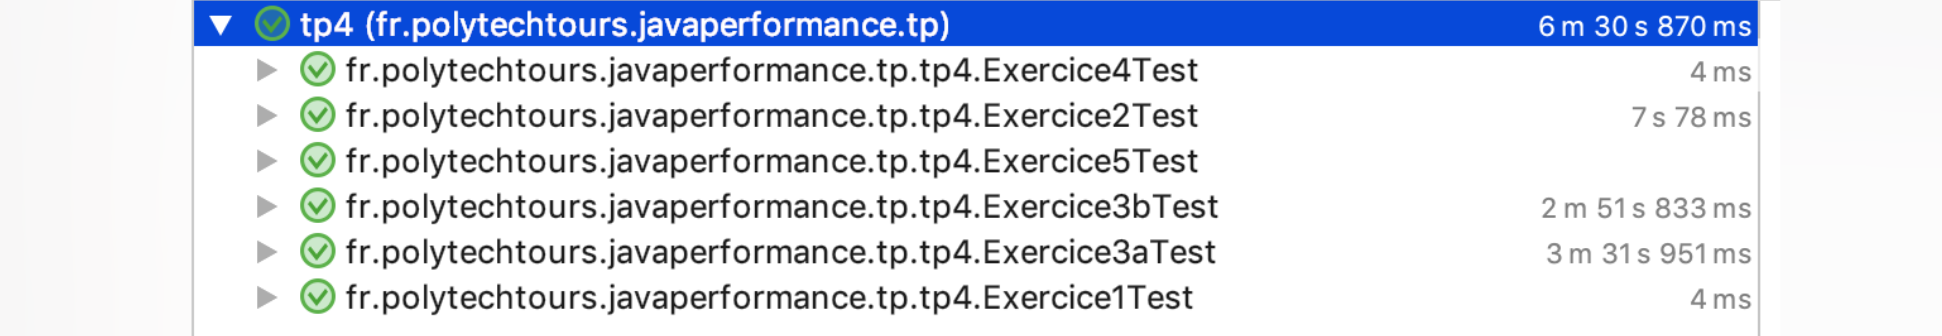 tp4 (fr.polytechtours.javaperformance.tp) 6 m 30 s 870 ms
fr.polytechtours.javaperformance.tp.tp4.Exercice4Test 4 ms
fr.polytechtours.javaperformance.tp.tp4.Exercice2Test 7 s 78 ms
fr.polytechtours.javaperformance.tp.tp4.Exercice5Test
fr.polytechtours.javaperformance.tp.tp4.Exercice3bTest 2 m 51 s 833 ms
fr.polytechtours.javaperformance.tp.tp4.Exercice3aTest 3 m 31 s 951 ms
fr.polytechtours.javaperformance.tp.tp4.Exercice1Test 4 ms